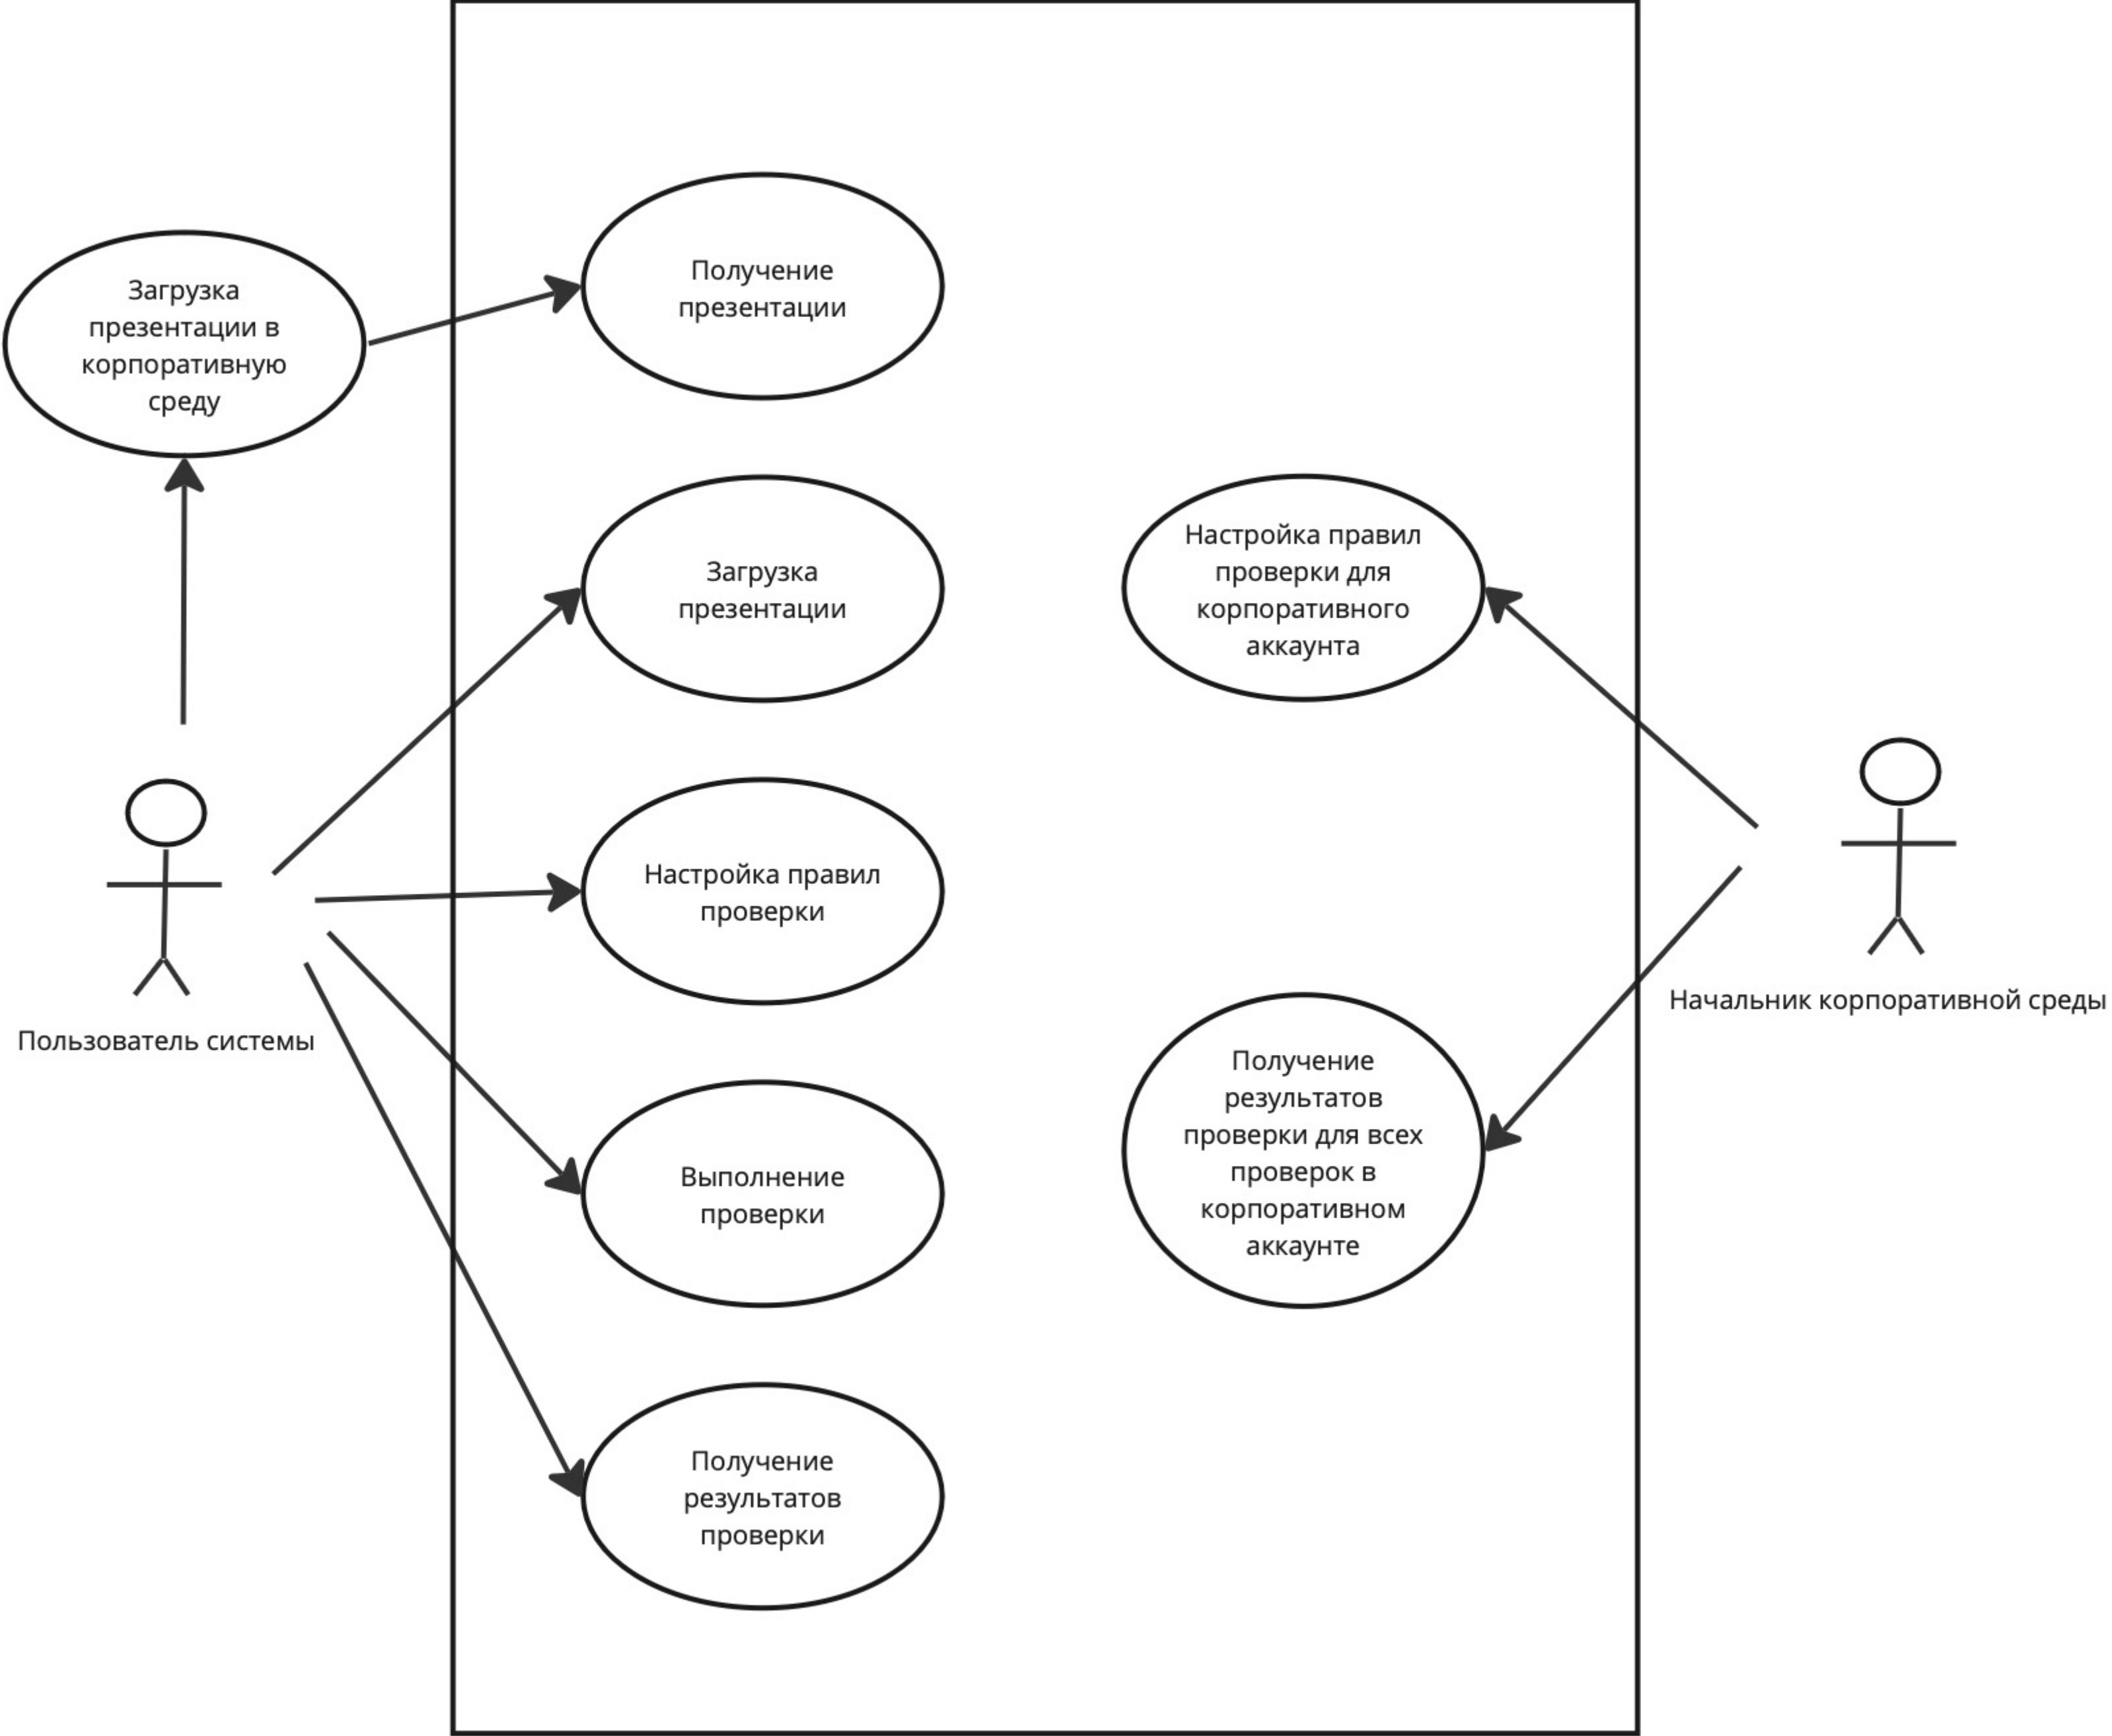 Получение
презентации
Загрузка
презентации в
корпоративную
среду
Загрузка
презентации
Настройка правил
проверки для
корпоративного
аккаунта
Настройка правил
проверки
Пользователь системы
Начальник корпоративной среды
Выполнение
проверки
Получение
результатов
проверки для всех
проверок в
корпоративном
аккаунте
Получение
результатов
проверки